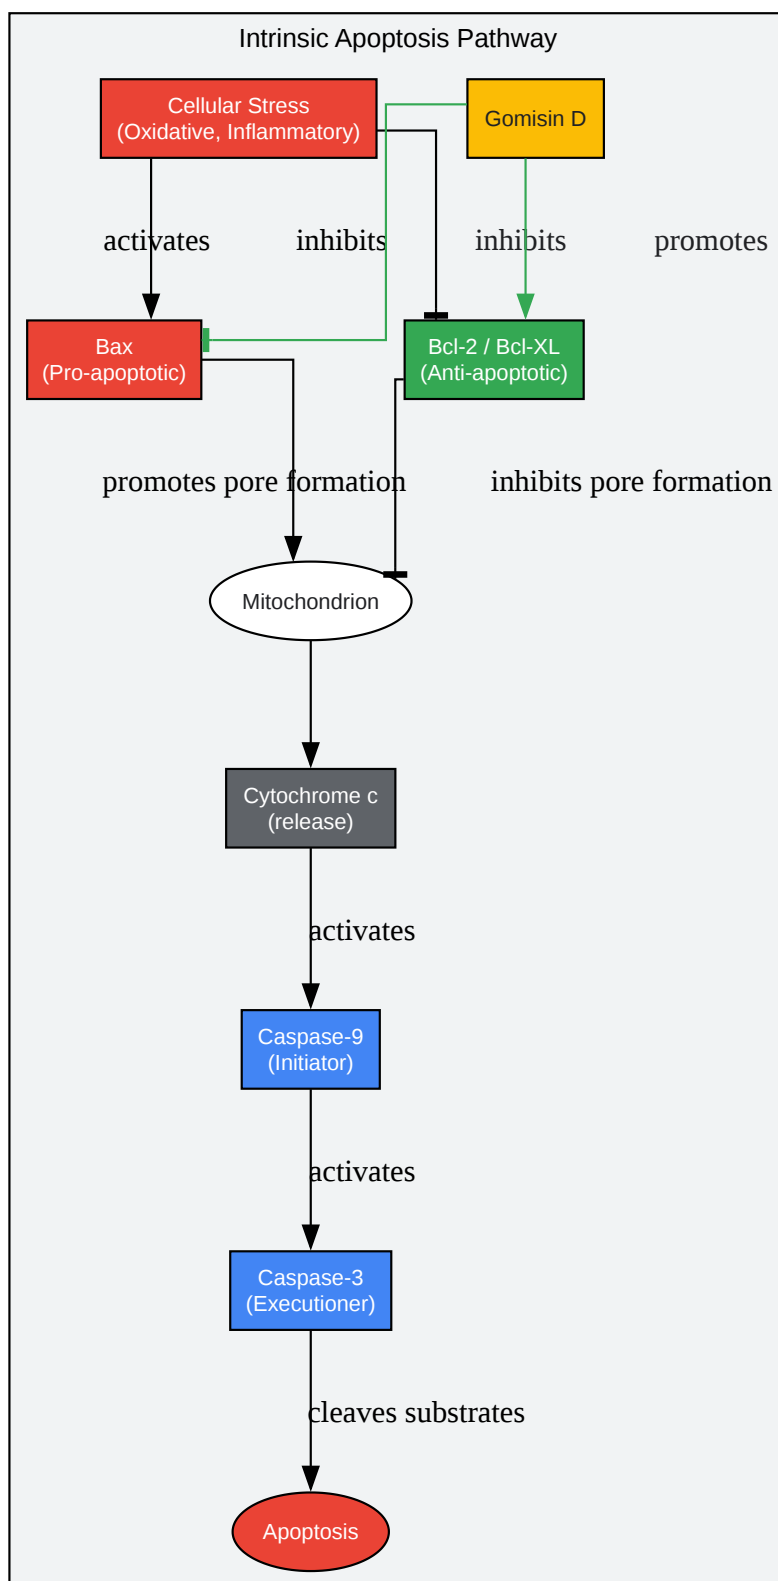 Intrinsic Apoptosis Pathway
Cellular Stress
(Oxidative, Inflammatory)
Gomisin D
activates
inhibits
inhibits
promotes
Bax
(Pro-apoptotic)
Bcl-2 / Bcl-XL
(Anti-apoptotic)
promotes pore formation
inhibits pore formation
Mitochondrion
Cytochrome c
(release)
activates
Caspase-9
(Initiator)
activates
Caspase-3
(Executioner)
cleaves substrates
Apoptosis